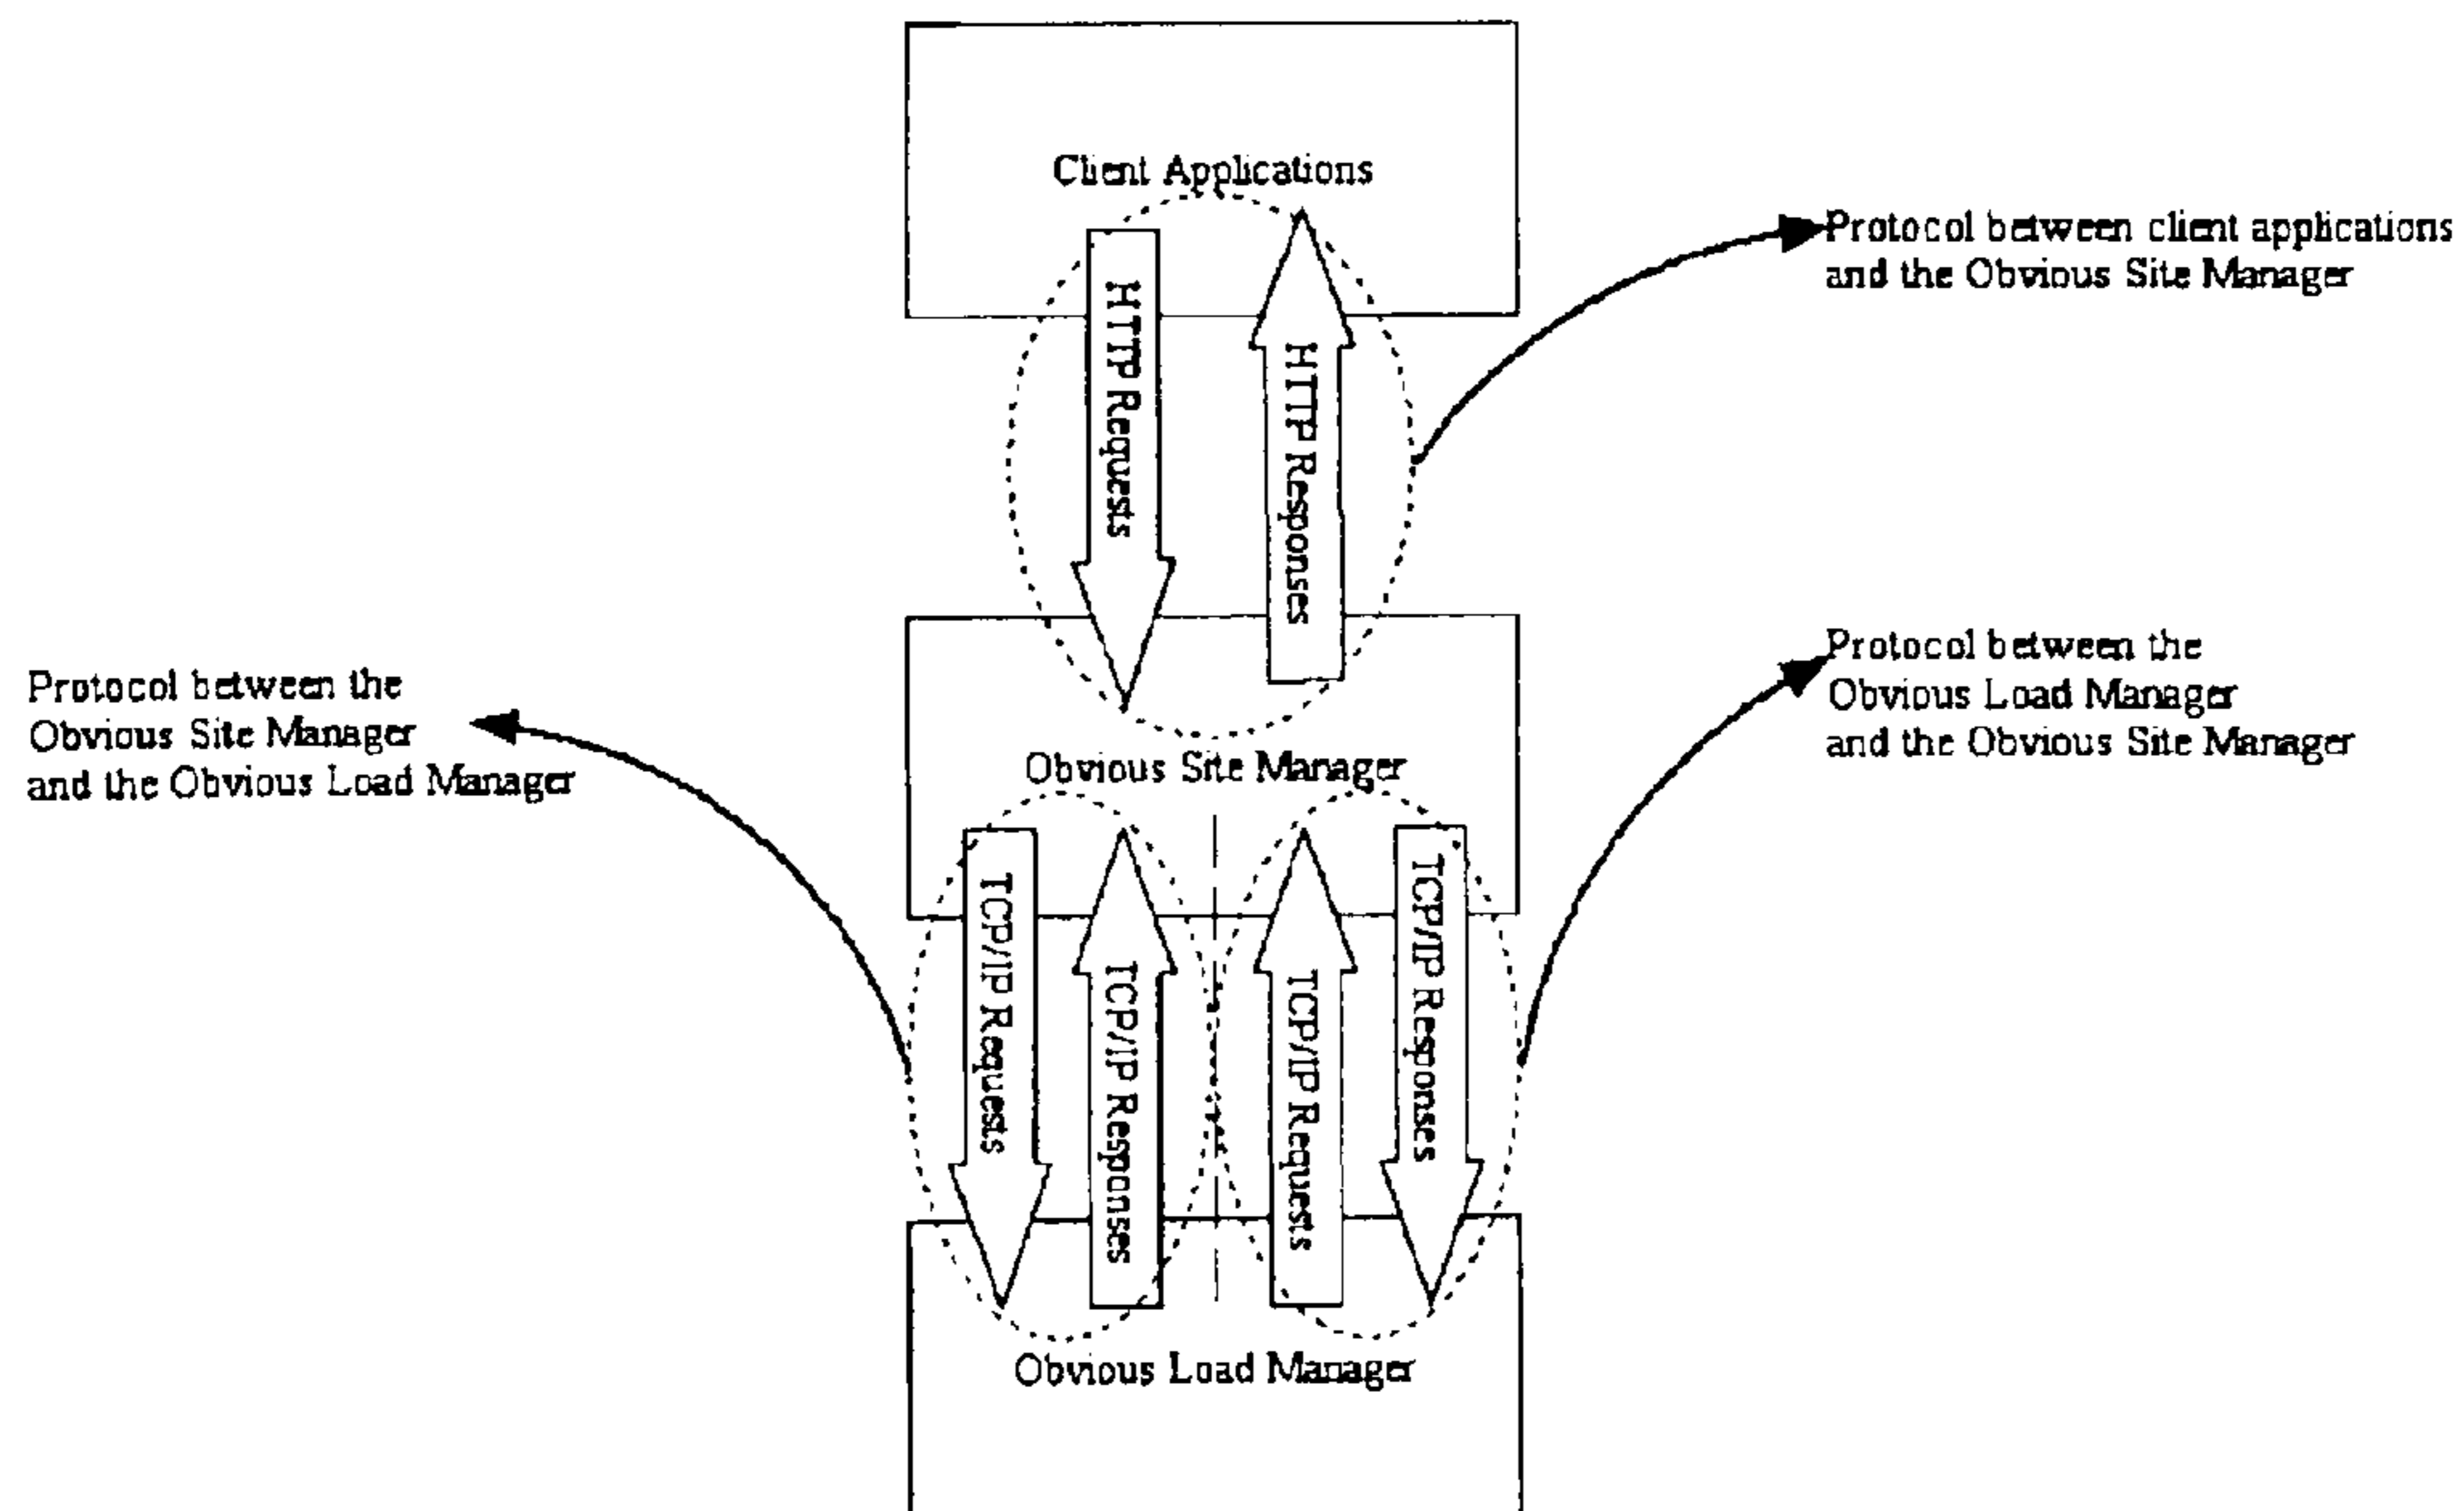 Client Applications
HTTP Requests
HTTP Responses
Protocol between client applications
and the Obvious Site Manager
Protocol between the
Obvious Site Manager
and the Obvious Load Manager
Obvious Site Manager
Protocol between the
Obvious Load Manager
and the Obvious Site Manager
TCP/IP Requests
TCP/IP Responses
TCP/IP Requests
TCP/IP Responses
Obvious Load Manager